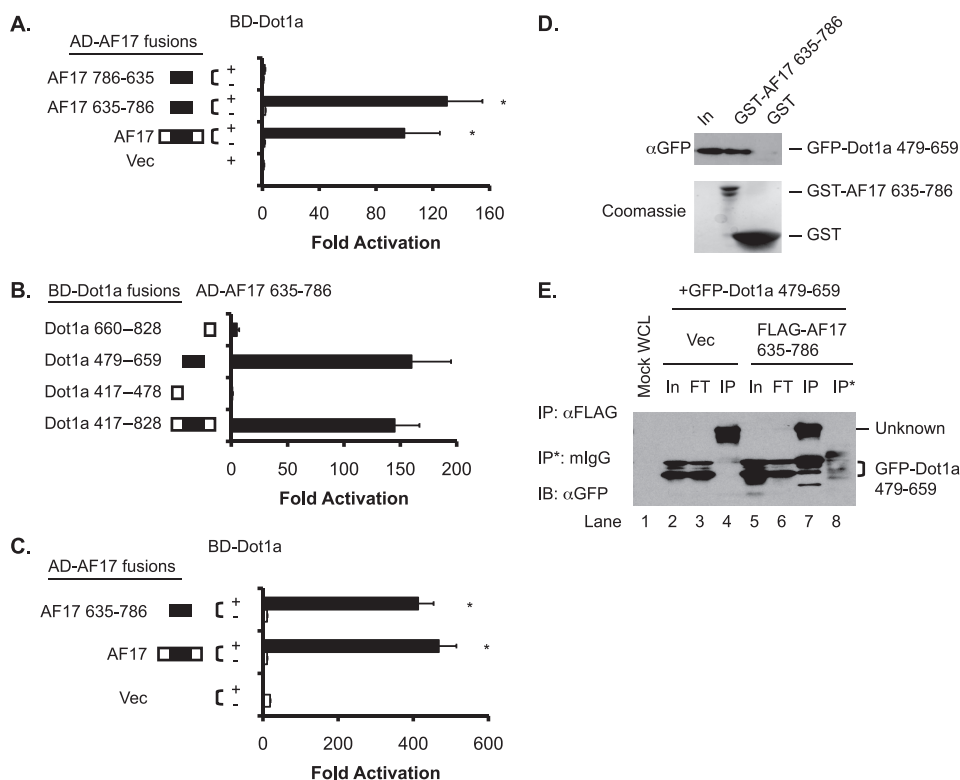 A.
BD-Dot1a
AD-AF17 fusions
AF17 786-635
+
-
AF17 635-786
+
-
AF17
+
-
Vec
+
0 40 80 120 160
Fold Activation
*
*
B.
BD-Dot1a fusions
AD-AF17 635-786
Dot1a 660–828
Dot1a 479–659
Dot1a 417–478
Dot1a 417–828
0 50 100 150 200
Fold Activation
C.
BD-Dot1a
AD-AF17 fusions
AF17 635-786
+
-
*
AF17
+
-
*
Vec
+
-
0 200 400 600
Fold Activation
D.
In
GST-AF17 635-786
GST
αGFP
GFP-Dot1a 479-659
Coomassie
GST-AF17 635-786
GST
E.
+GFP-Dot1a 479-659
Mock WCL
Vec
FLAG-AF17
635-786
In FT IP In FT IP IP*
IP: αFLAG
Unknown
IP*: mIgG
GFP-Dot1a
479-659
IB: αGFP
Lane 1 2 3 4 5 6 7 8